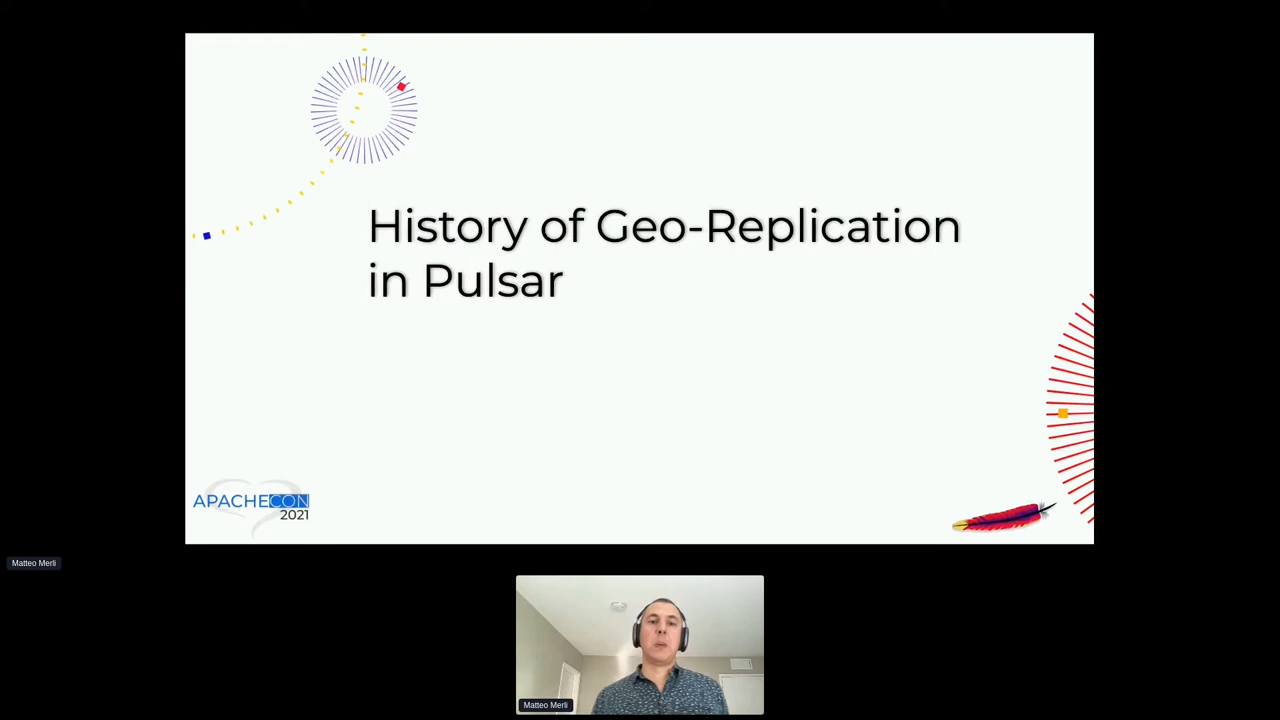 History of Geo-Replication
in Pulsar
APACHECON
2021
Matteo Merli
Matteo Merli